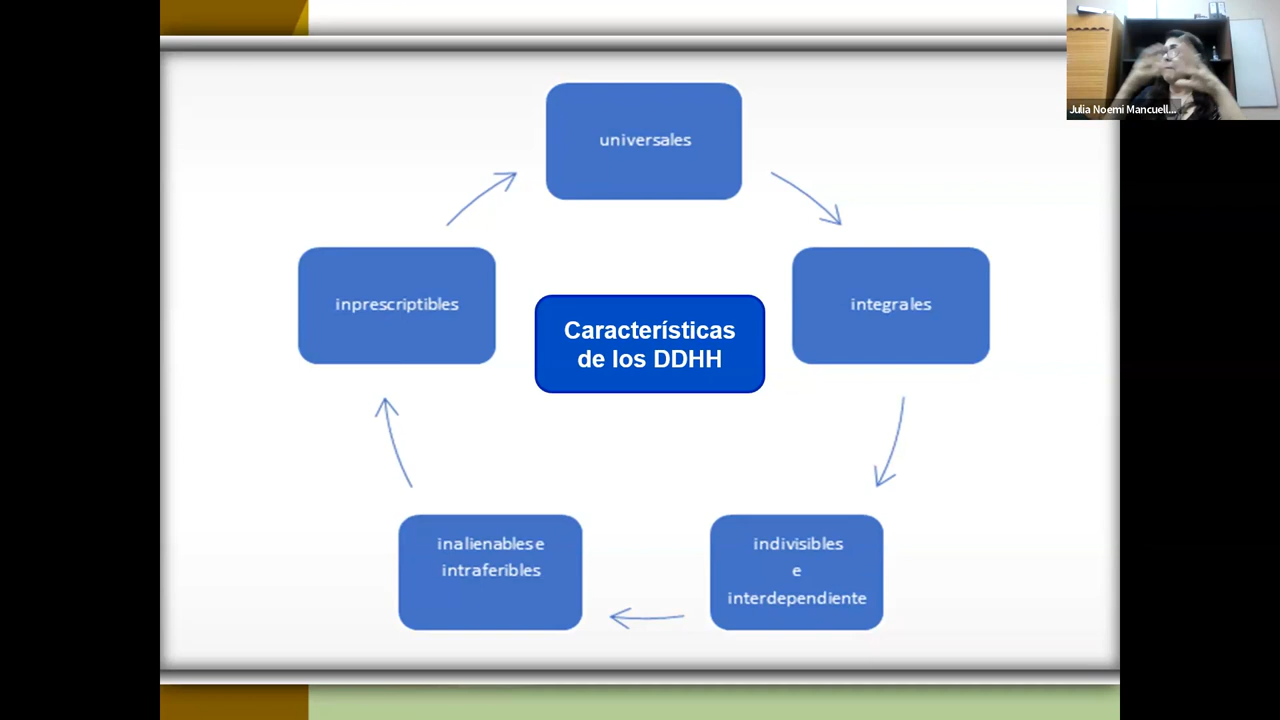 universales
integrales
indivisibles
e
interdependiente
inalienables e
intraferibles
inprescriptibles
Características
de los DDHH
Julia Noemi Mancuell...